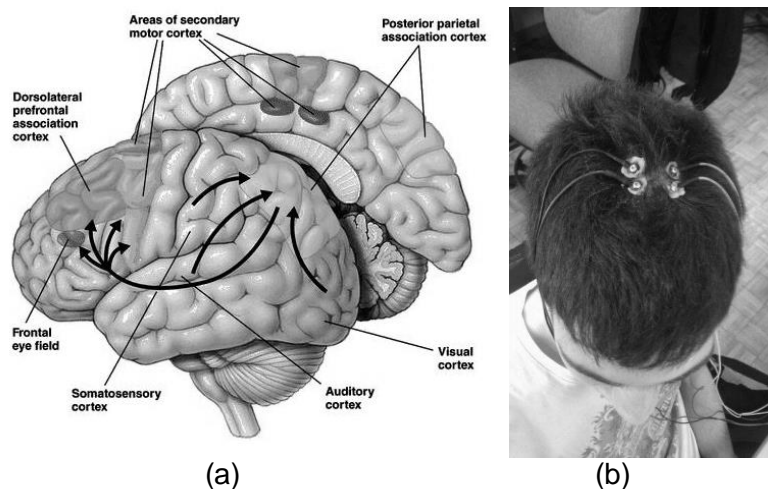 Areas of secondary
motor cortex
Posterior parietal
association cortex
Dorsolateral
prefrontal
association
cortex
Frontal
eye field
Somatosensory
cortex
Auditory
cortex
Visual
cortex
(a)
(b)